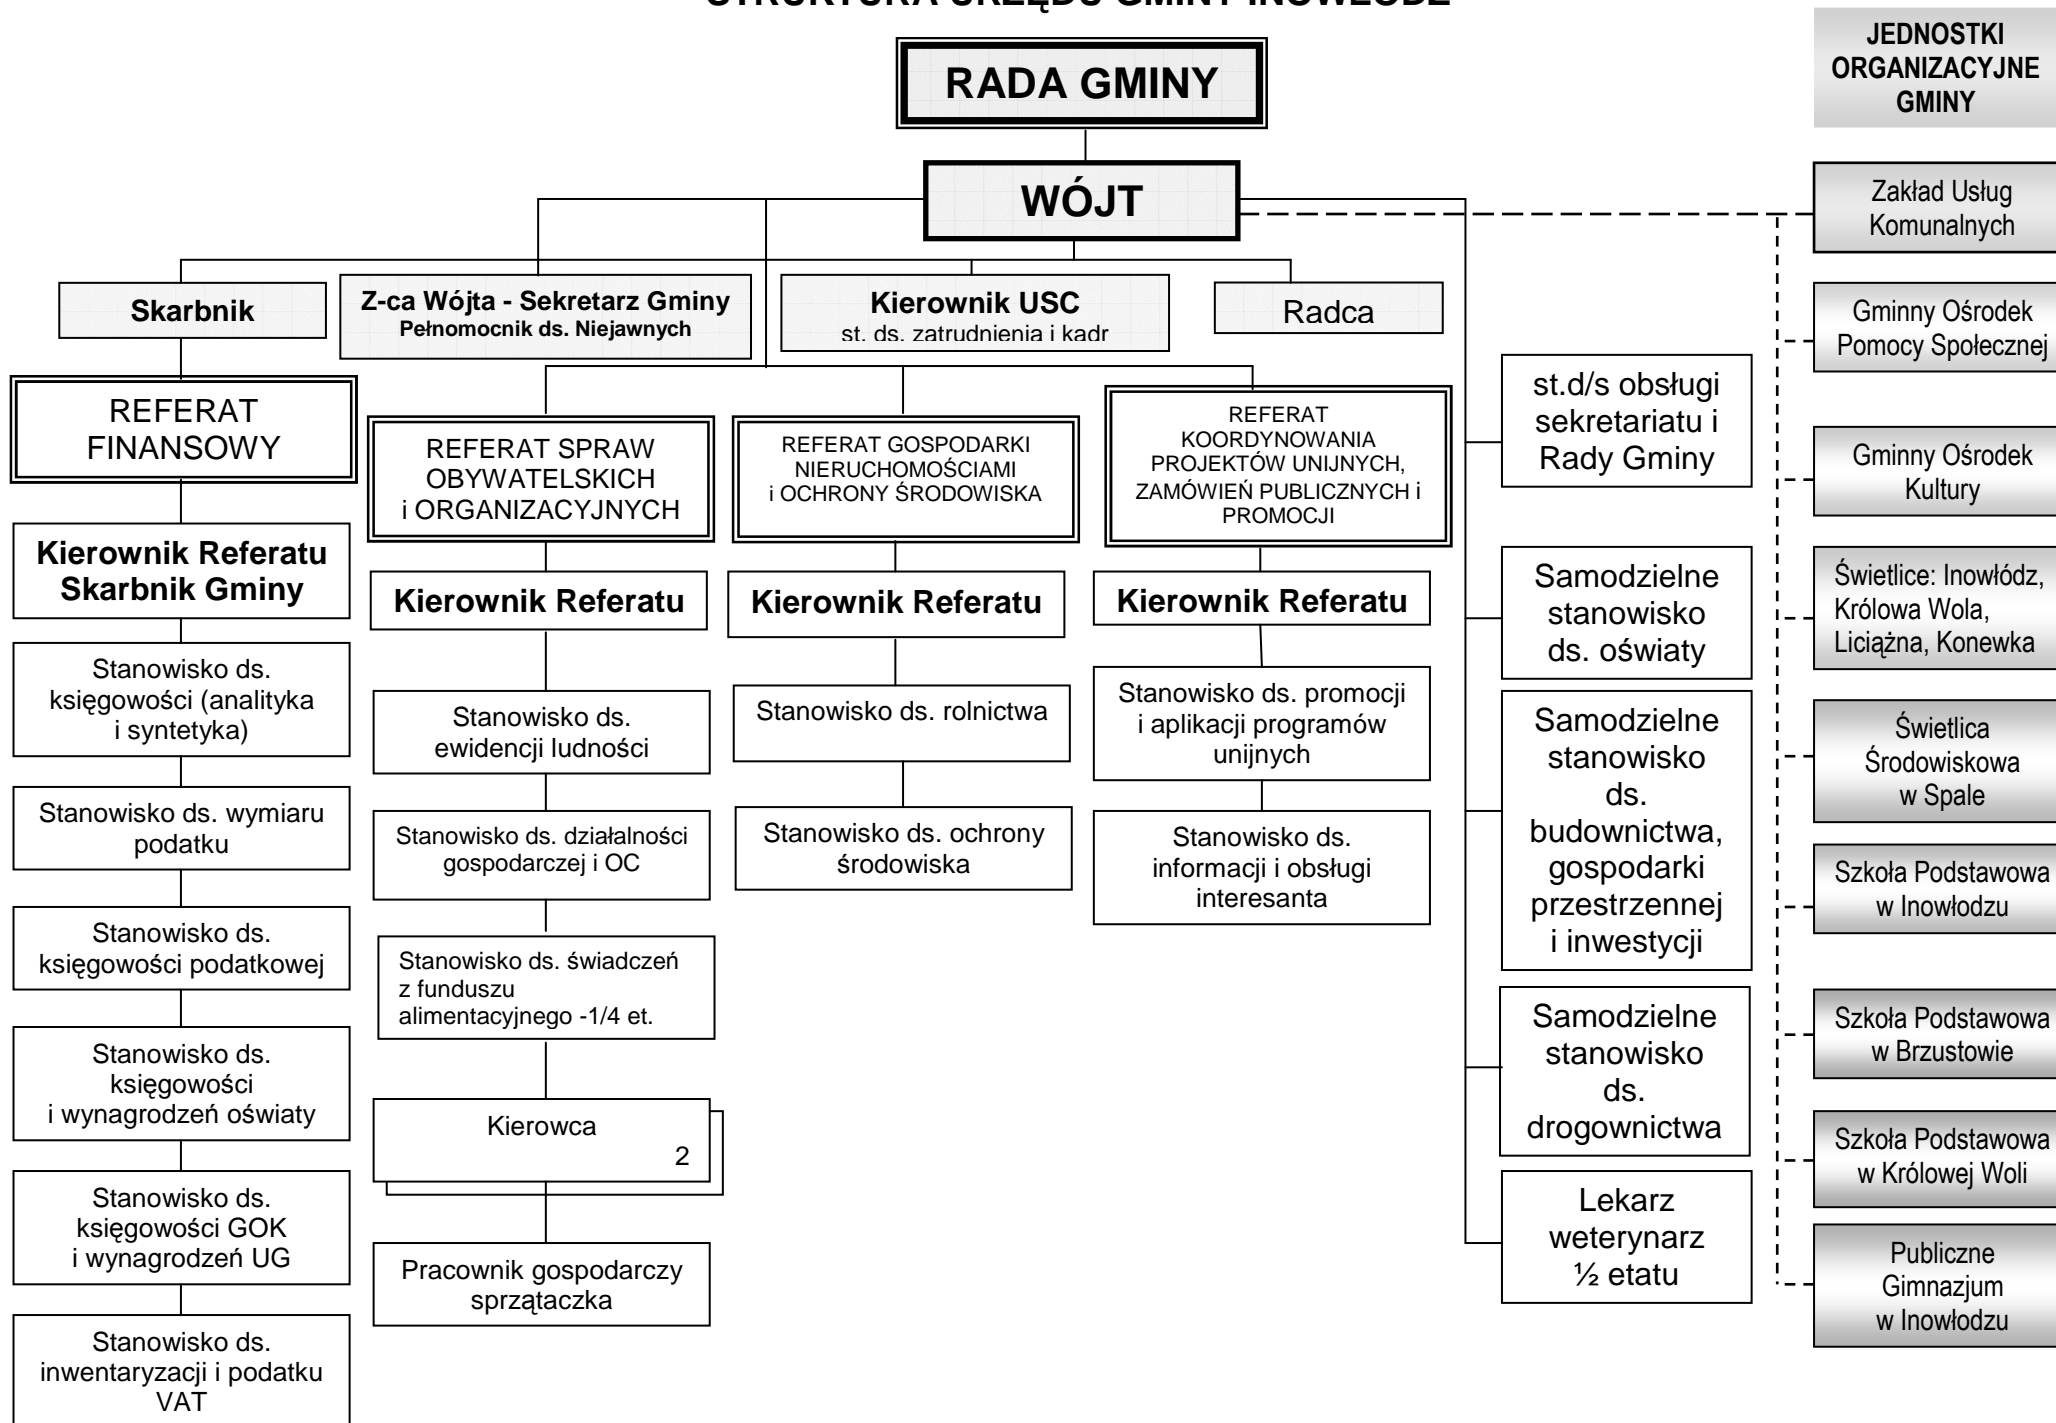 STRUKTURA URZĘDU GMINY INOWŁÓDZ
RADA GMINY
WÓJT
Skarbnik
Z-ca Wójta - Sekretarz Gminy
Pełnomocnik ds. Niejawnych
Kierownik USC
st. ds. zatrudnienia i kadr
Radca
REFERAT
FINANSOWY
Kierownik Referatu
Skarbnik Gminy
Stanowisko ds.
księgowości (analityka
i syntetyka)
Stanowisko ds. wymiaru
podatku
Stanowisko ds.
księgowości podatkowej
Stanowisko ds.
księgowości
i wynagrodzeń oświaty
Stanowisko ds.
księgowości GOK
i wynagrodzeń UG
Stanowisko ds.
inwentaryzacji i podatku
VAT
REFERAT SPRAW
OBYWATELSKICH
i ORGANIZACYJNYCH
Kierownik Referatu
Stanowisko ds.
ewidencji ludności
Stanowisko ds. działalności
gospodarczej i OC
Stanowisko ds. świadczeń
z funduszu
alimentacyjnego -1/4 et.
Kierowca
2
Pracownik gospodarczy
sprzątaczka
REFERAT GOSPODARKI
NIERUCHOMOŚCIAMI
i OCHRONY ŚRODOWISKA
Kierownik Referatu
Stanowisko ds. rolnictwa
Stanowisko ds. ochrony
środowiska
REFERAT
KOORDYNOWANIA
PROJEKTÓW UNIJNYCH,
ZAMÓWIEŃ PUBLICZNYCH i
PROMOCJI
Kierownik Referatu
Stanowisko ds. promocji
i aplikacji programów
unijnych
Stanowisko ds.
informacji i obsługi
interesanta
st.d/s obsługi
sekretariatu i
Rady Gminy
Samodzielne
stanowisko
ds. oświaty
Samodzielne
stanowisko
ds.
budownictwa,
gospodarki
przestrzennej
i inwestycji
Samodzielne
stanowisko
ds.
drogownictwa
Lekarz
weterynarz
½ etatu
JEDNOSTKI
ORGANIZACYJNE
GMINY
Zakład Usług
Komunalnych
Gminny Ośrodek
Pomocy Społecznej
Gminny Ośrodek
Kultury
Świetlice: Inowłódz,
Królowa Wola,
Liciążna, Konewka
Świetlica
Środowiskowa
w Spale
Szkoła Podstawowa
w Inowłodzu
Szkoła Podstawowa
w Brzustowie
Szkoła Podstawowa
w Królowej Woli
Publiczne
Gimnazjum
w Inowłodzu